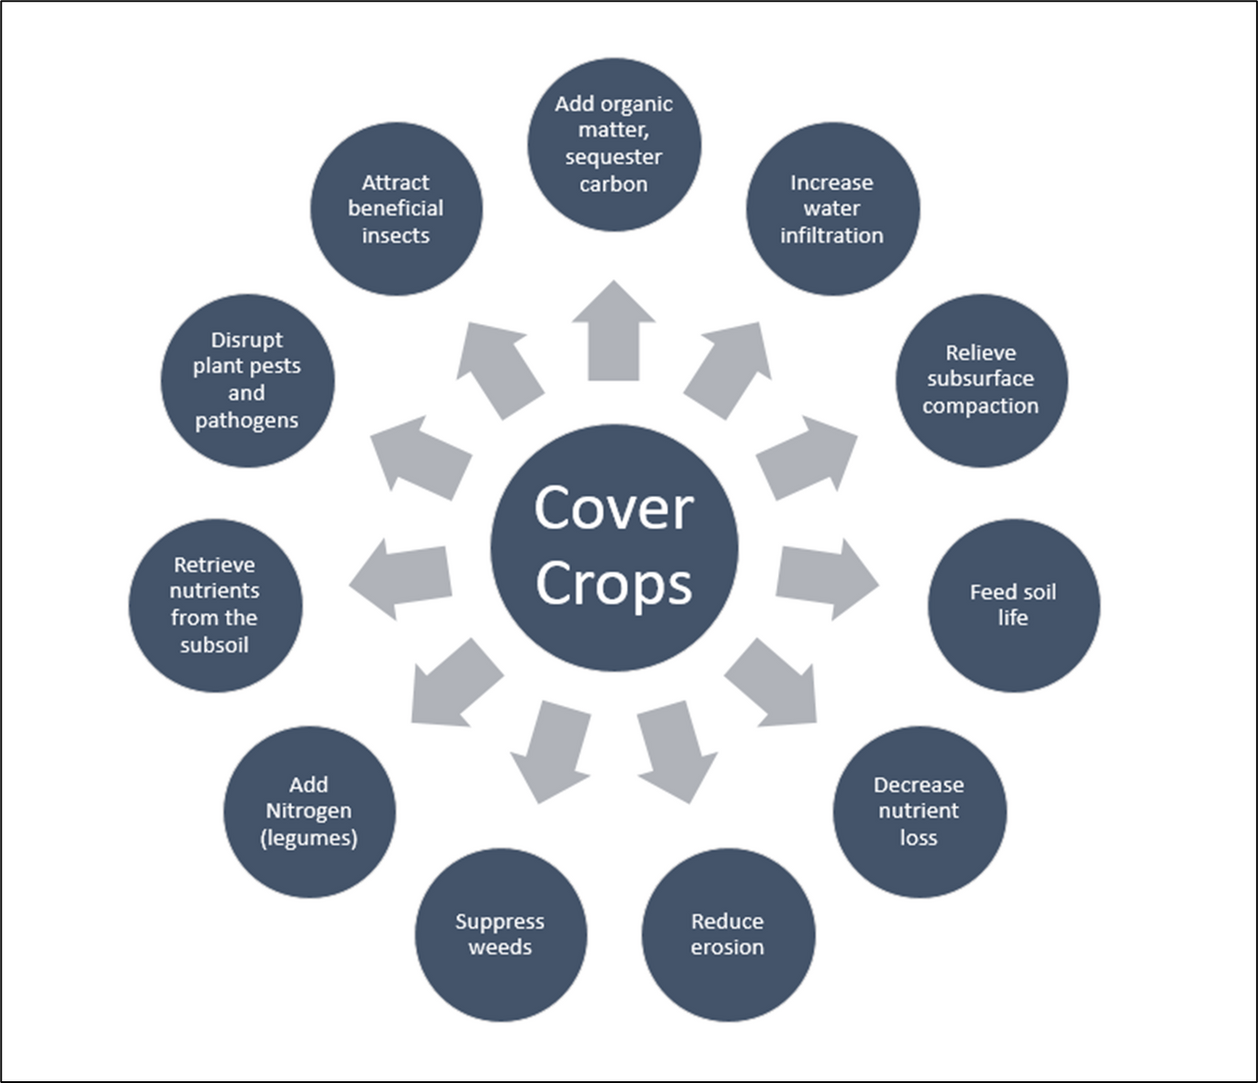 Cover
Crops
Add organic
matter,
sequester
carbon
Increase
water
infiltration
Relieve
subsurface
compaction
Feed soil
life
Decrease
nutrient
loss
Reduce
erosion
Suppress
weeds
Add
Nitrogen
(legumes)
Retrieve
nutrients
from the
subsoil
Disrupt
plant pests
and
pathogens
Attract
beneficial
insects